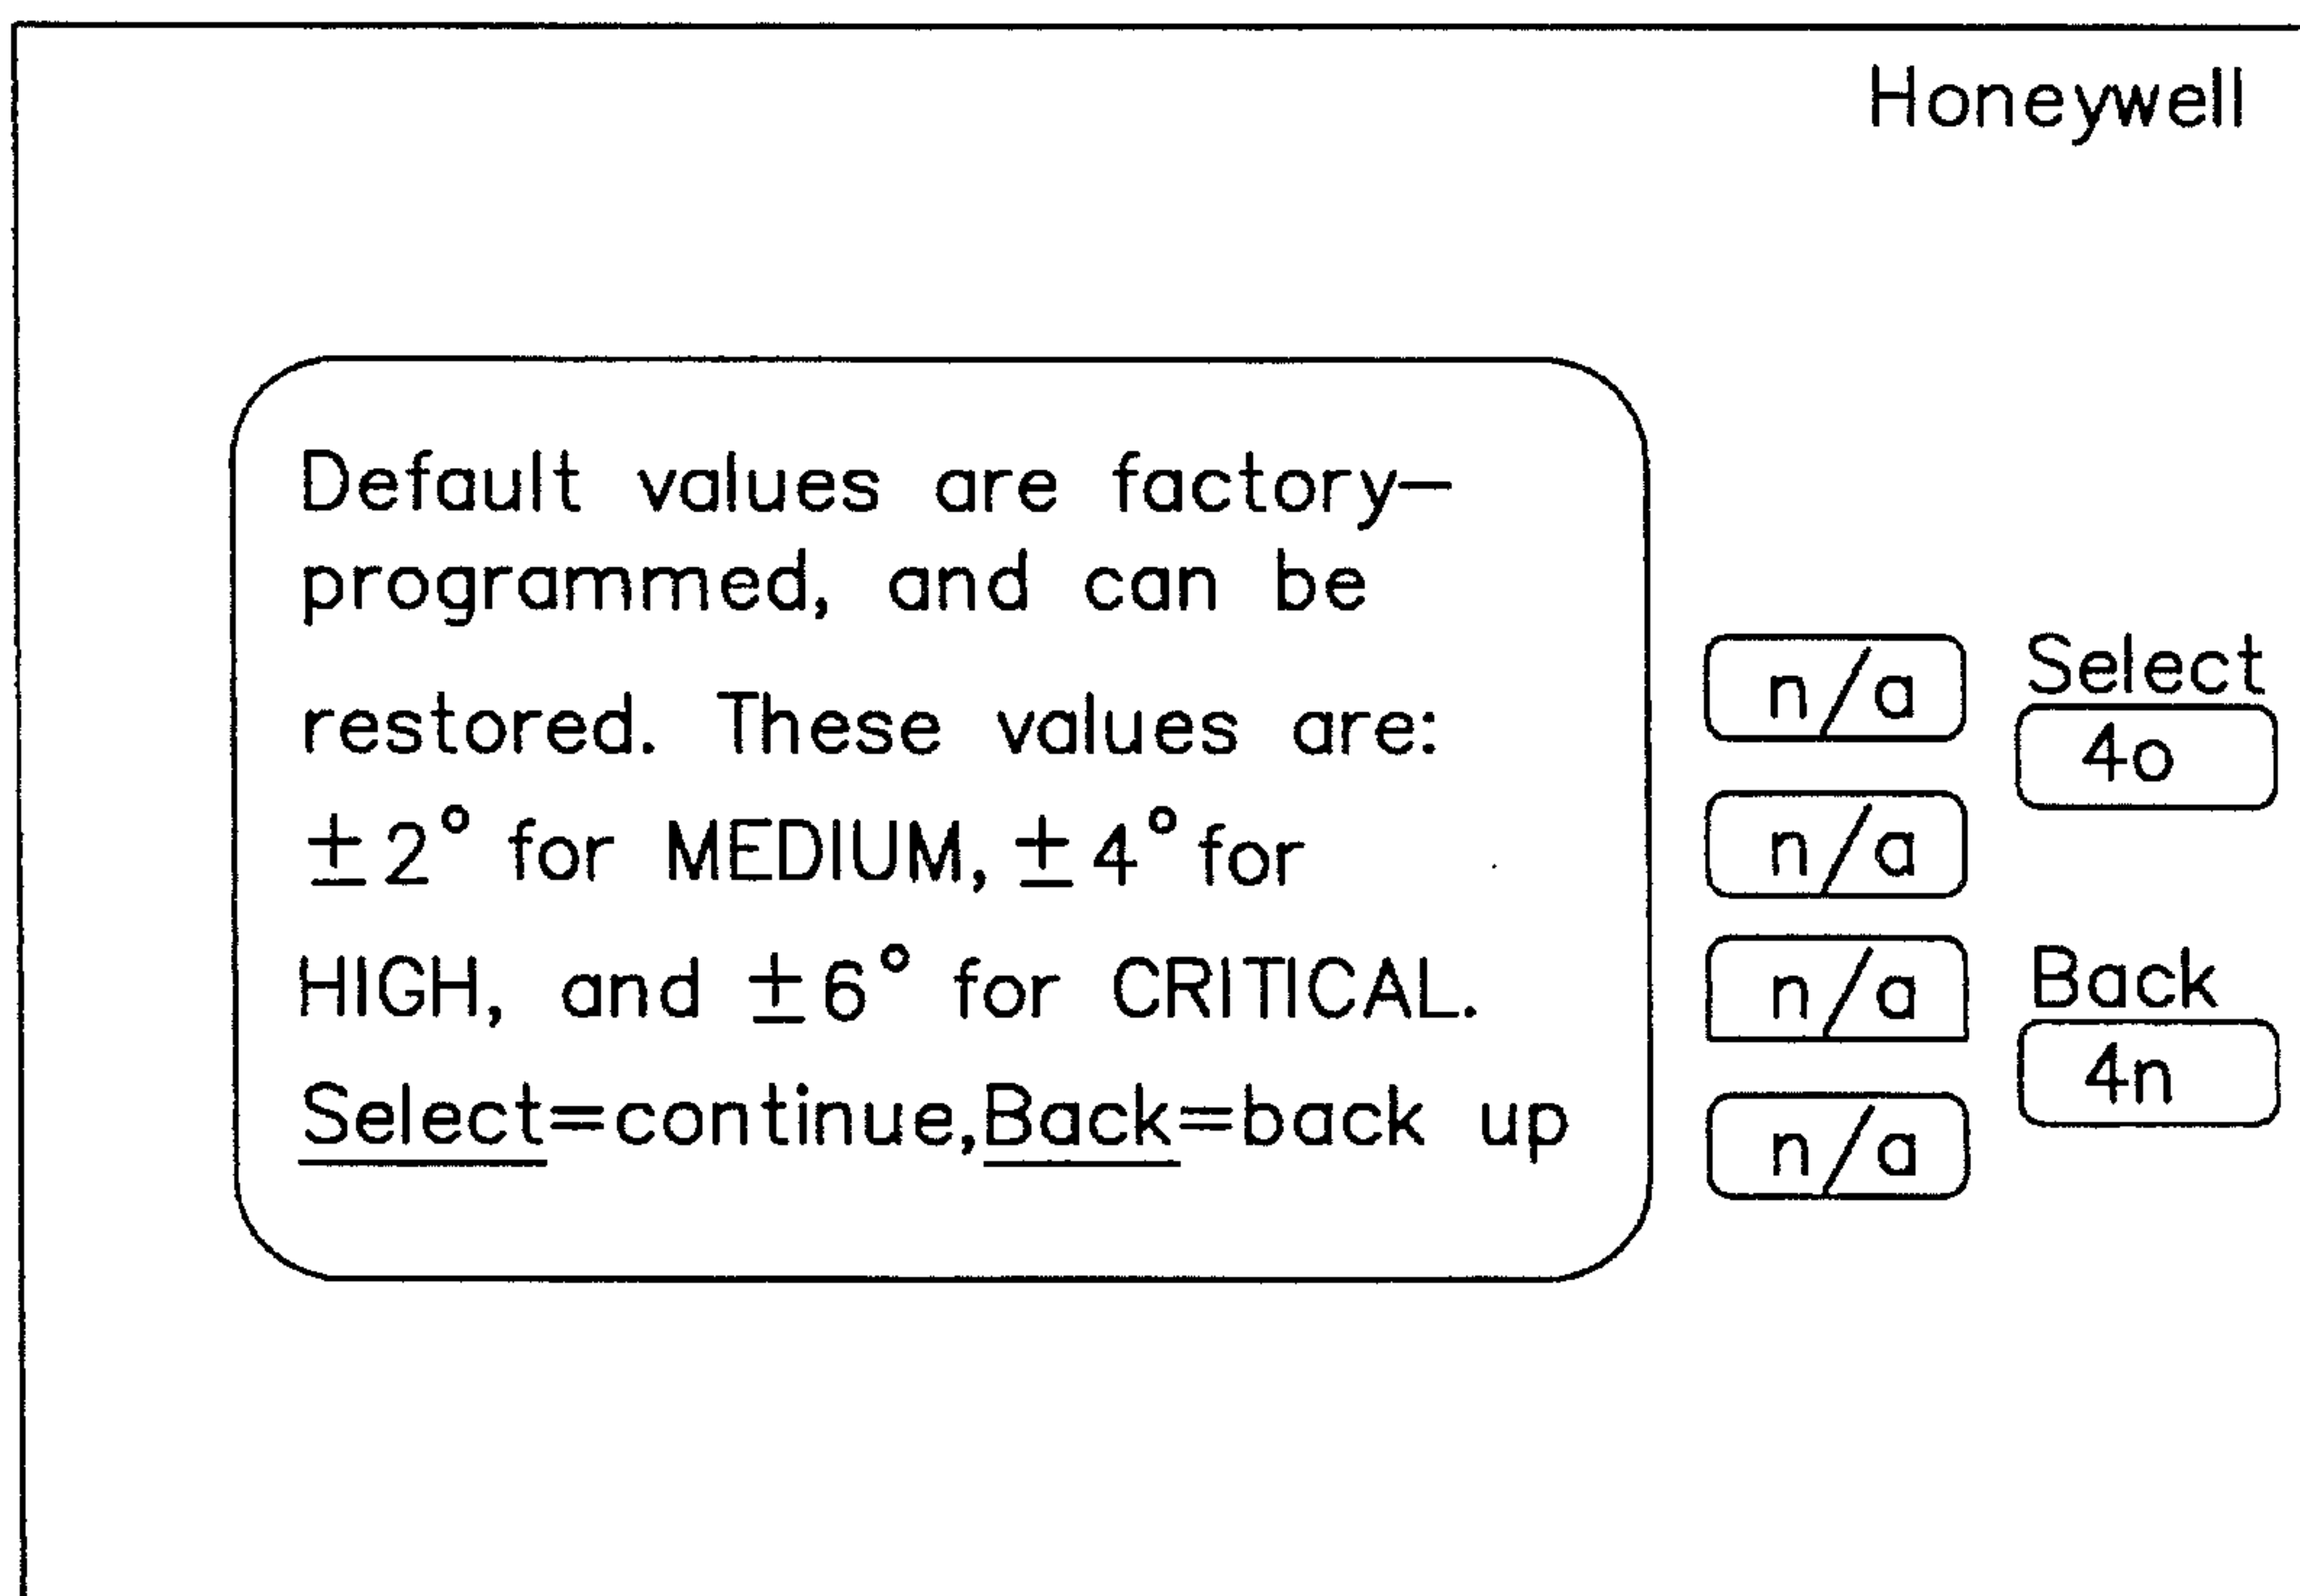 Honeywell
Default values are factory-
programmed, and can be
restored. These values are:
±2° for MEDIUM, ±4° for
HIGH, and ±6° for CRITICAL.
Select=continue,Back=back up
n/a
n/a
n/a
n/a
Select
4o
Back
4n